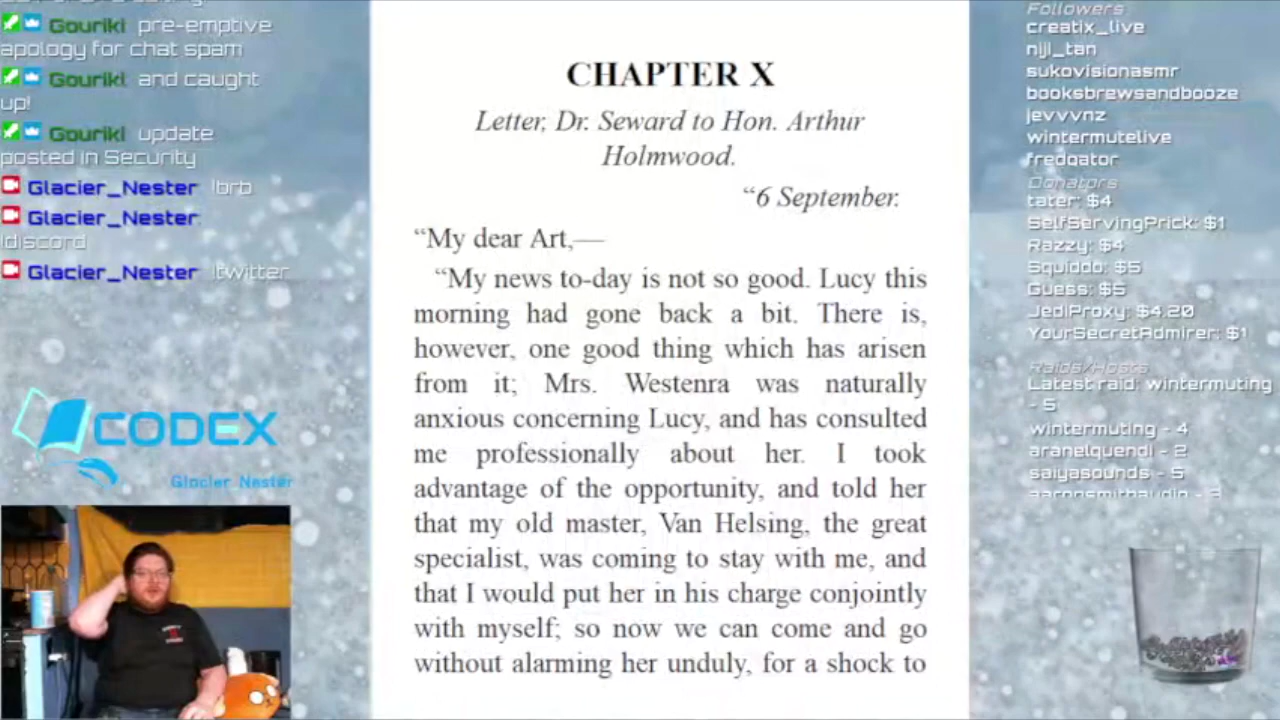 Gouriki pre-emptive
apology for chat spam
Gouriki and caught
up!
Gouriki update
posted in Security
Glacier_Nester: !brb
Glacier_Nester:
!discord
Glacier_Nester: !twitter
CODEX
Glacier Nester
CHAPTER X
Letter, Dr. Seward to Hon. Arthur
Holmwood.
“6 September.
“My dear Art,—
“My news to-day is not so good. Lucy this
morning had gone back a bit. There is,
however, one good thing which has arisen
from it; Mrs. Westenra was naturally
anxious concerning Lucy, and has consulted
me professionally about her. I took
advantage of the opportunity, and told her
that my old master, Van Helsing, the great
specialist, was coming to stay with me, and
that I would put her in his charge conjointly
with myself; so now we can come and go
without alarming her unduly, for a shock to
Followers
creatix_live
niji_tan
sukovisionasmr
booksbrewsandbooze
jevvvnz
wintermutelive
fredgator
Donators
tater: $4
SelfServingPrick: $1
Razzy: $4
Squiddo: $5
Guess: $5
JediProxy: $4.20
YourSecretAdmirer: $1
Raids/Hosts
Latest raid: wintermuting
- 5
wintermuting - 4
aranelquendi - 2
saiyasounds - 5
aaronsmithaudio - 3